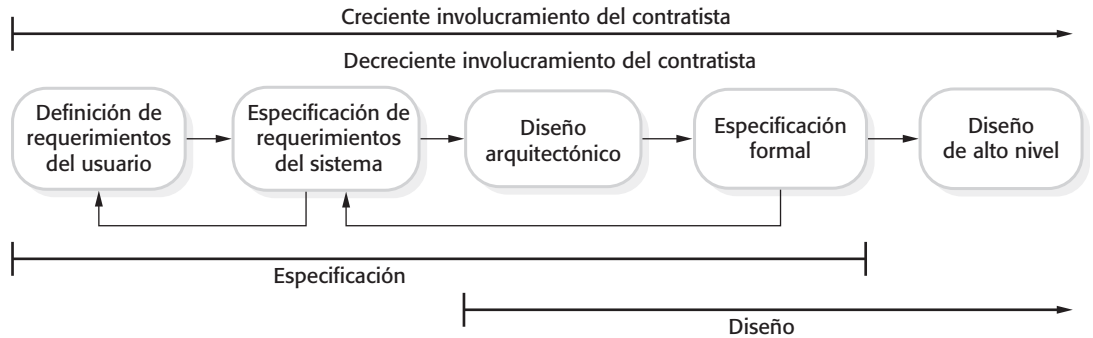 Creciente involucramiento del contratista
Decreciente involucramiento del contratista
Definición de
requerimientos
del usuario
Especificación de
requerimientos
del sistema
Diseño
arquitectónico
Especificación
formal
Diseño
de alto nivel
Especificación
Diseño